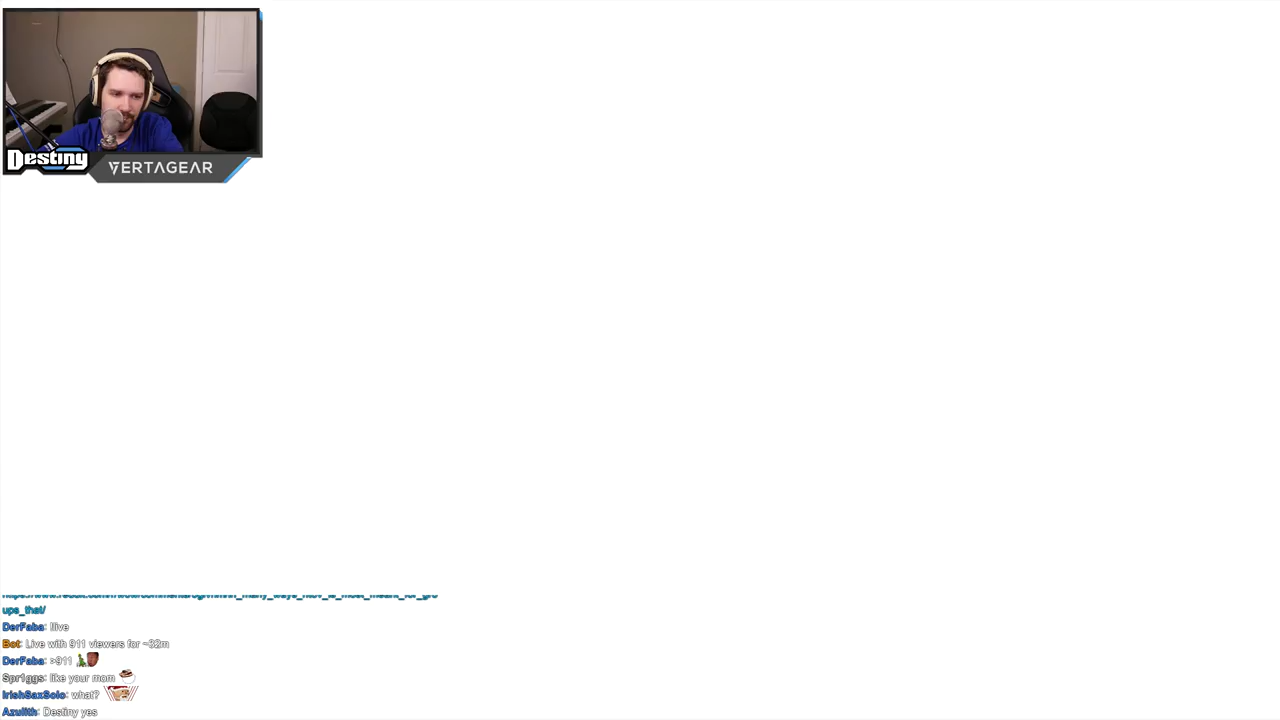 Destiny
VERTAGEAR
ups_that/
DerFaba: !live
Bot: Live with 911 viewers for ~32m
DerFaba: >911
Spr1ggs: like your mom
IrishSaxSolo: what?
Azulith: Destiny yes